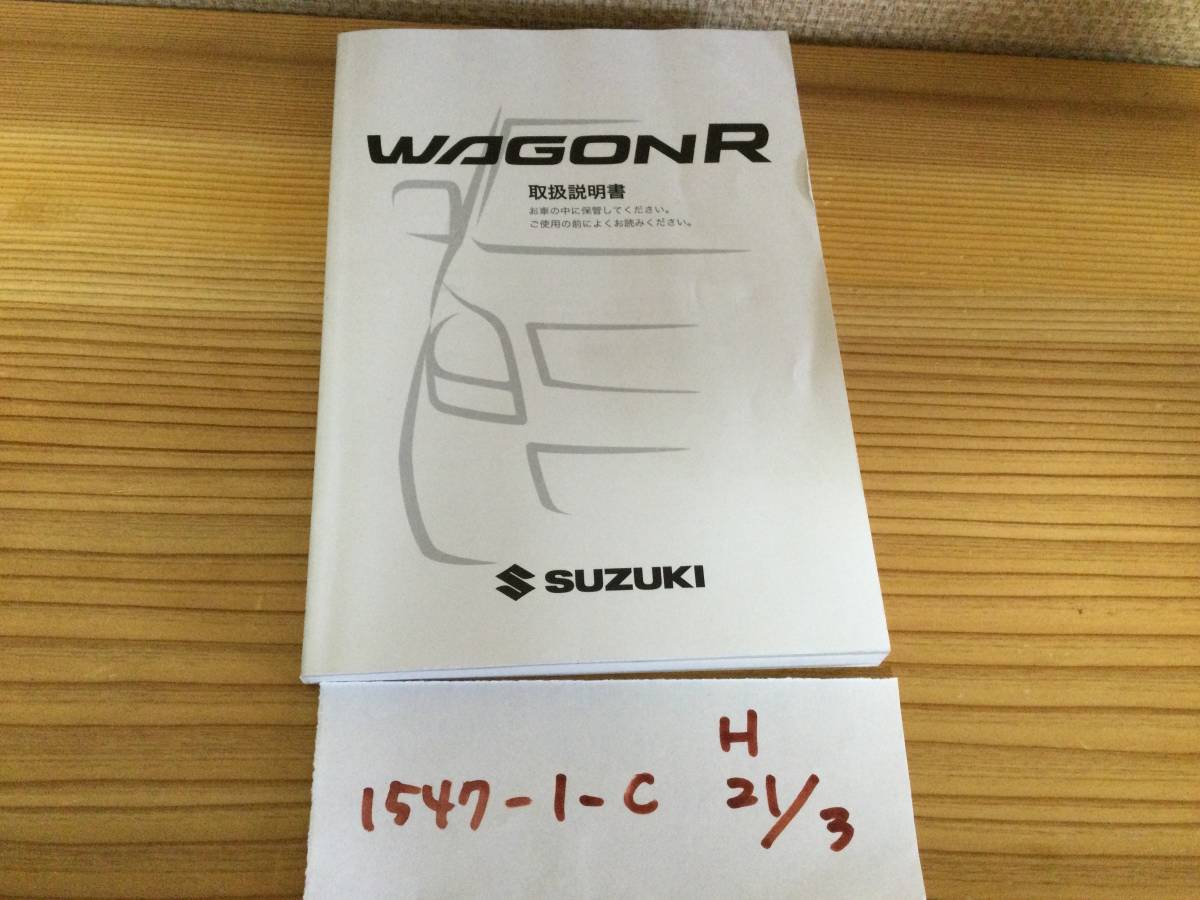 WAGON R
取扱説明書
お車の中に保管してください。
ご使用の前によくお読みください。
SUZUKI
H
1547-1-C 21/3